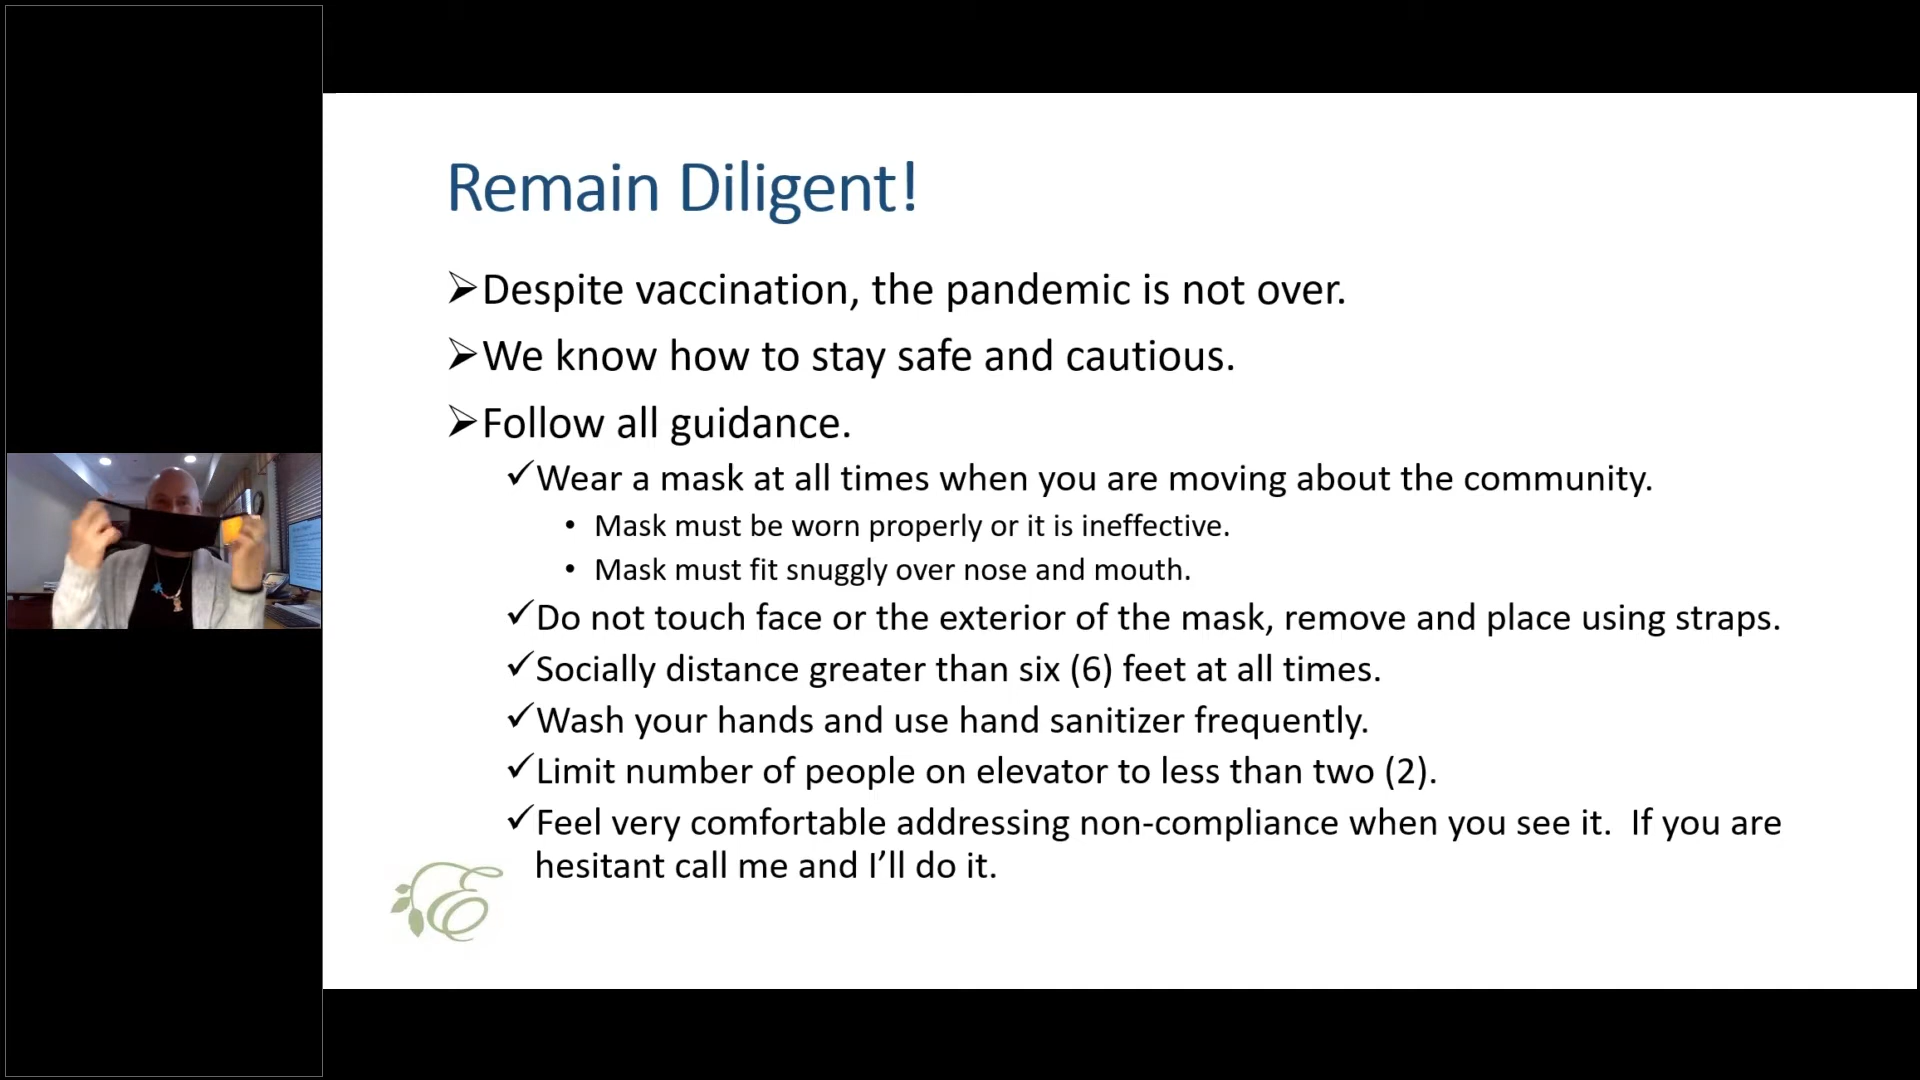 Remain Diligent!
Despite vaccination, the pandemic is not over.
We know how to stay safe and cautious.
Follow all guidance.
Wear a mask at all times when you are moving about the community.
Mask must be worn properly or it is ineffective.
Mask must fit snuggly over nose and mouth.
Do not touch face or the exterior of the mask, remove and place using straps.
Socially distance greater than six (6) feet at all times.
Wash your hands and use hand sanitizer frequently.
Limit number of people on elevator to less than two (2).
Feel very comfortable addressing non-compliance when you see it.  If you are
hesitant call me and I’ll do it.
E